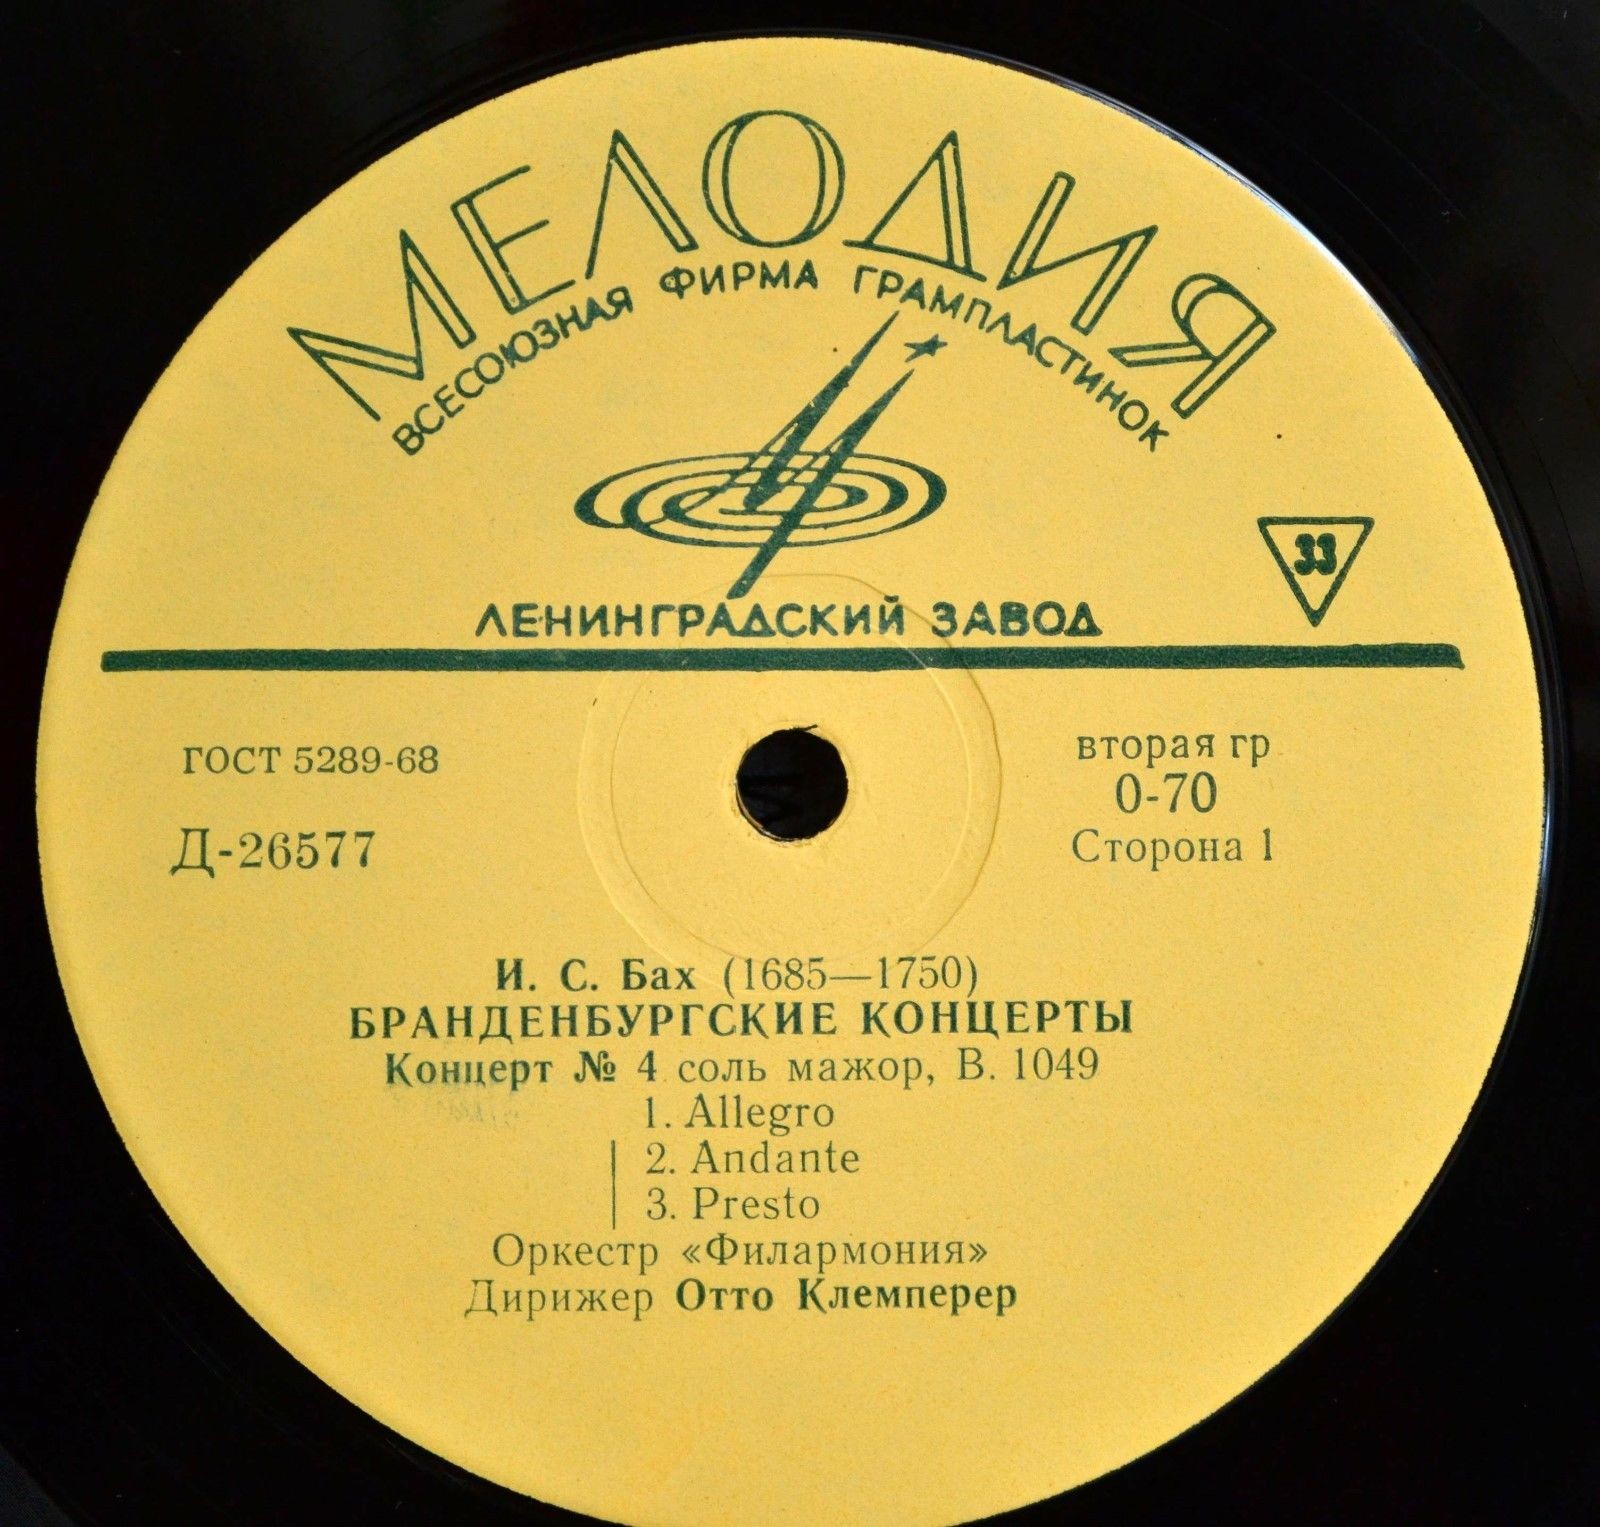 МЕЛОДИЯ
ВСЕСОЮЗНАЯ ФИРМА ГРАМПЛАСТИНОК
33
ЛЕНИНГРАДСКИЙ ЗАВОД
ГОСТ 5289-68
Д-26577
вторая гр
0-70
Сторона 1
И. С. Бах (1685—1750)
БРАНДЕНБУРГСКИЕ КОНЦЕРТЫ
Концерт № 4 соль мажор, В. 1049
1. Allegro
2. Andante
3. Presto
Оркестр «Филармония»
Дирижер Отто Клемперер